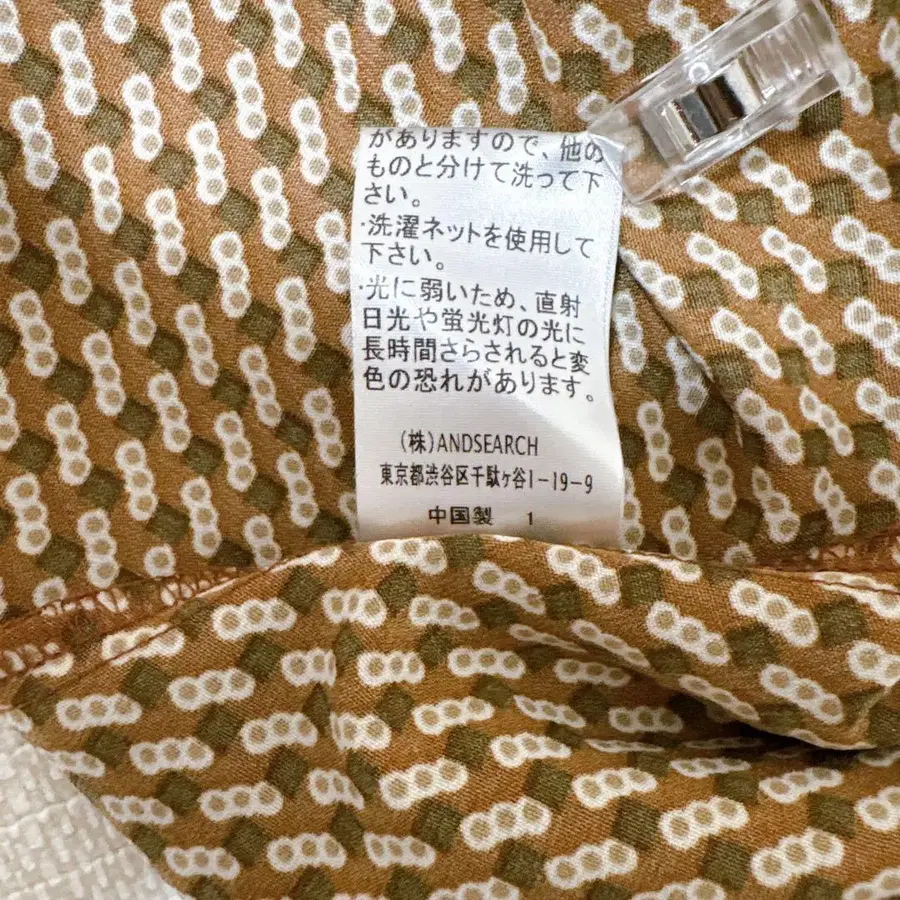 がありますので、他の
ものと分けて洗って下
さい。
・洗濯ネットを使用して
下さい。
・光に弱いため、直射
日光や蛍光灯の光に
長時間さらされると変
色の恐れがあります。
(株)ANDSEARCH
東京都渋谷区千駄ヶ谷1-19-9
中国製 1